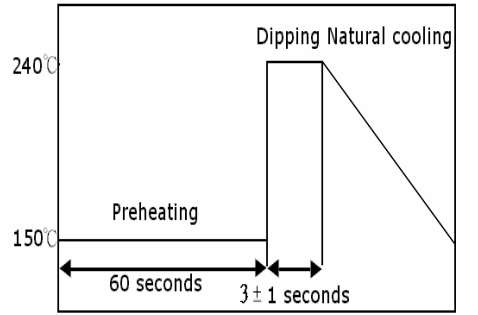 Dipping Natural cooling
240℃
Preheating
150℃
60 seconds
3± 1 seconds